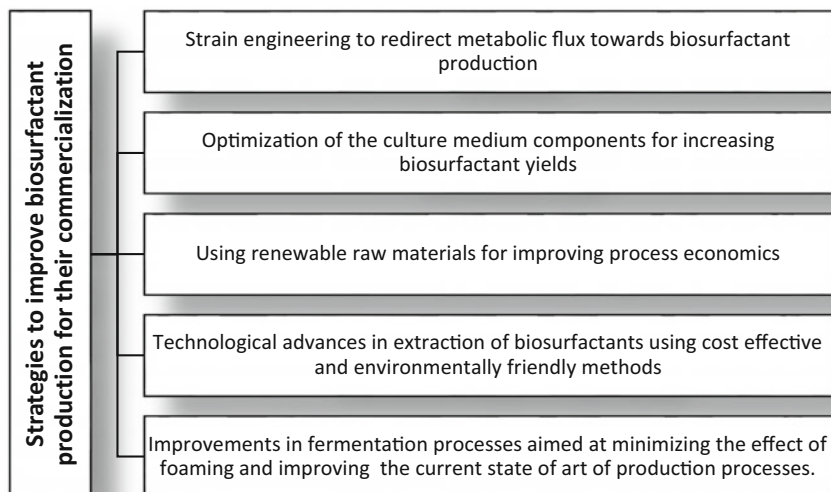 Strategies to improve biosurfactant
production for their commercialization
Strain engineering to redirect metabolic flux towards biosurfactant
production
Optimization of the culture medium components for increasing
biosurfactant yields
Using renewable raw materials for improving process economics
Technological advances in extraction of biosurfactants using cost effective
and environmentally friendly methods
Improvements in fermentation processes aimed at minimizing the effect of
foaming and improving the current state of art of production processes.